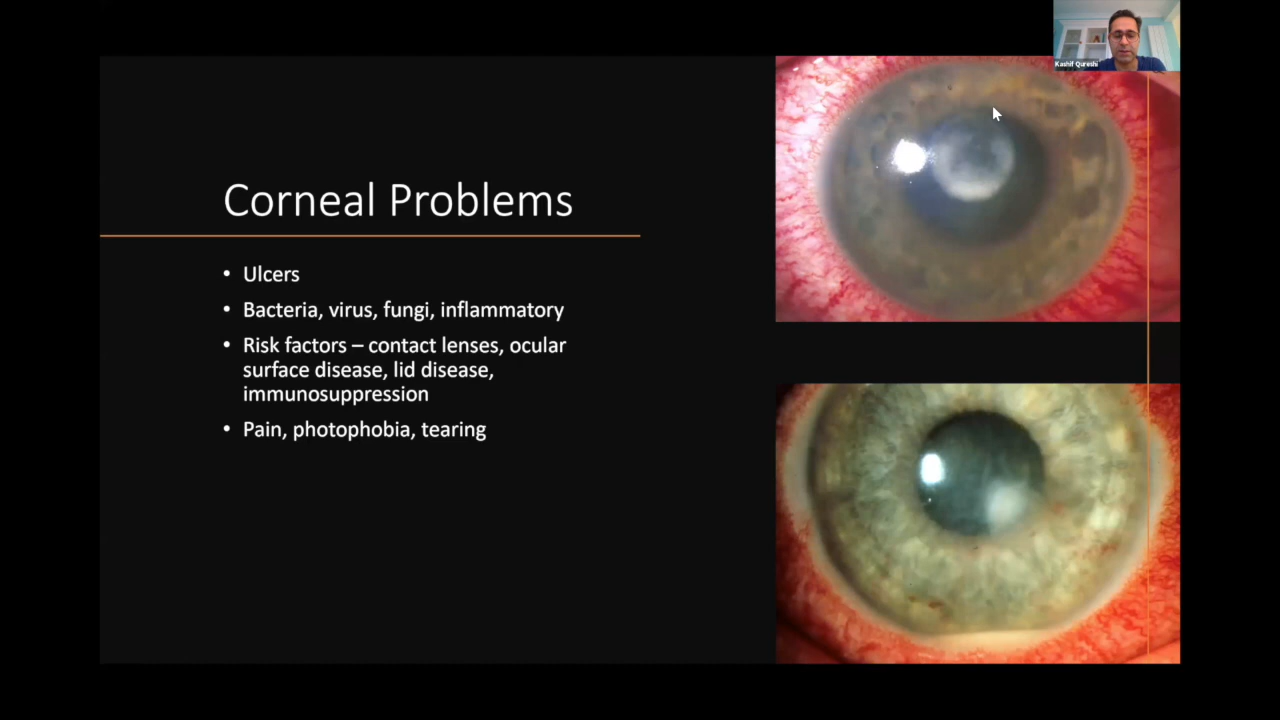 Kashif Qureshi
Corneal Problems
• Ulcers
• Bacteria, virus, fungi, inflammatory
• Risk factors – contact lenses, ocular
surface disease, lid disease,
immunosuppression
• Pain, photophobia, tearing